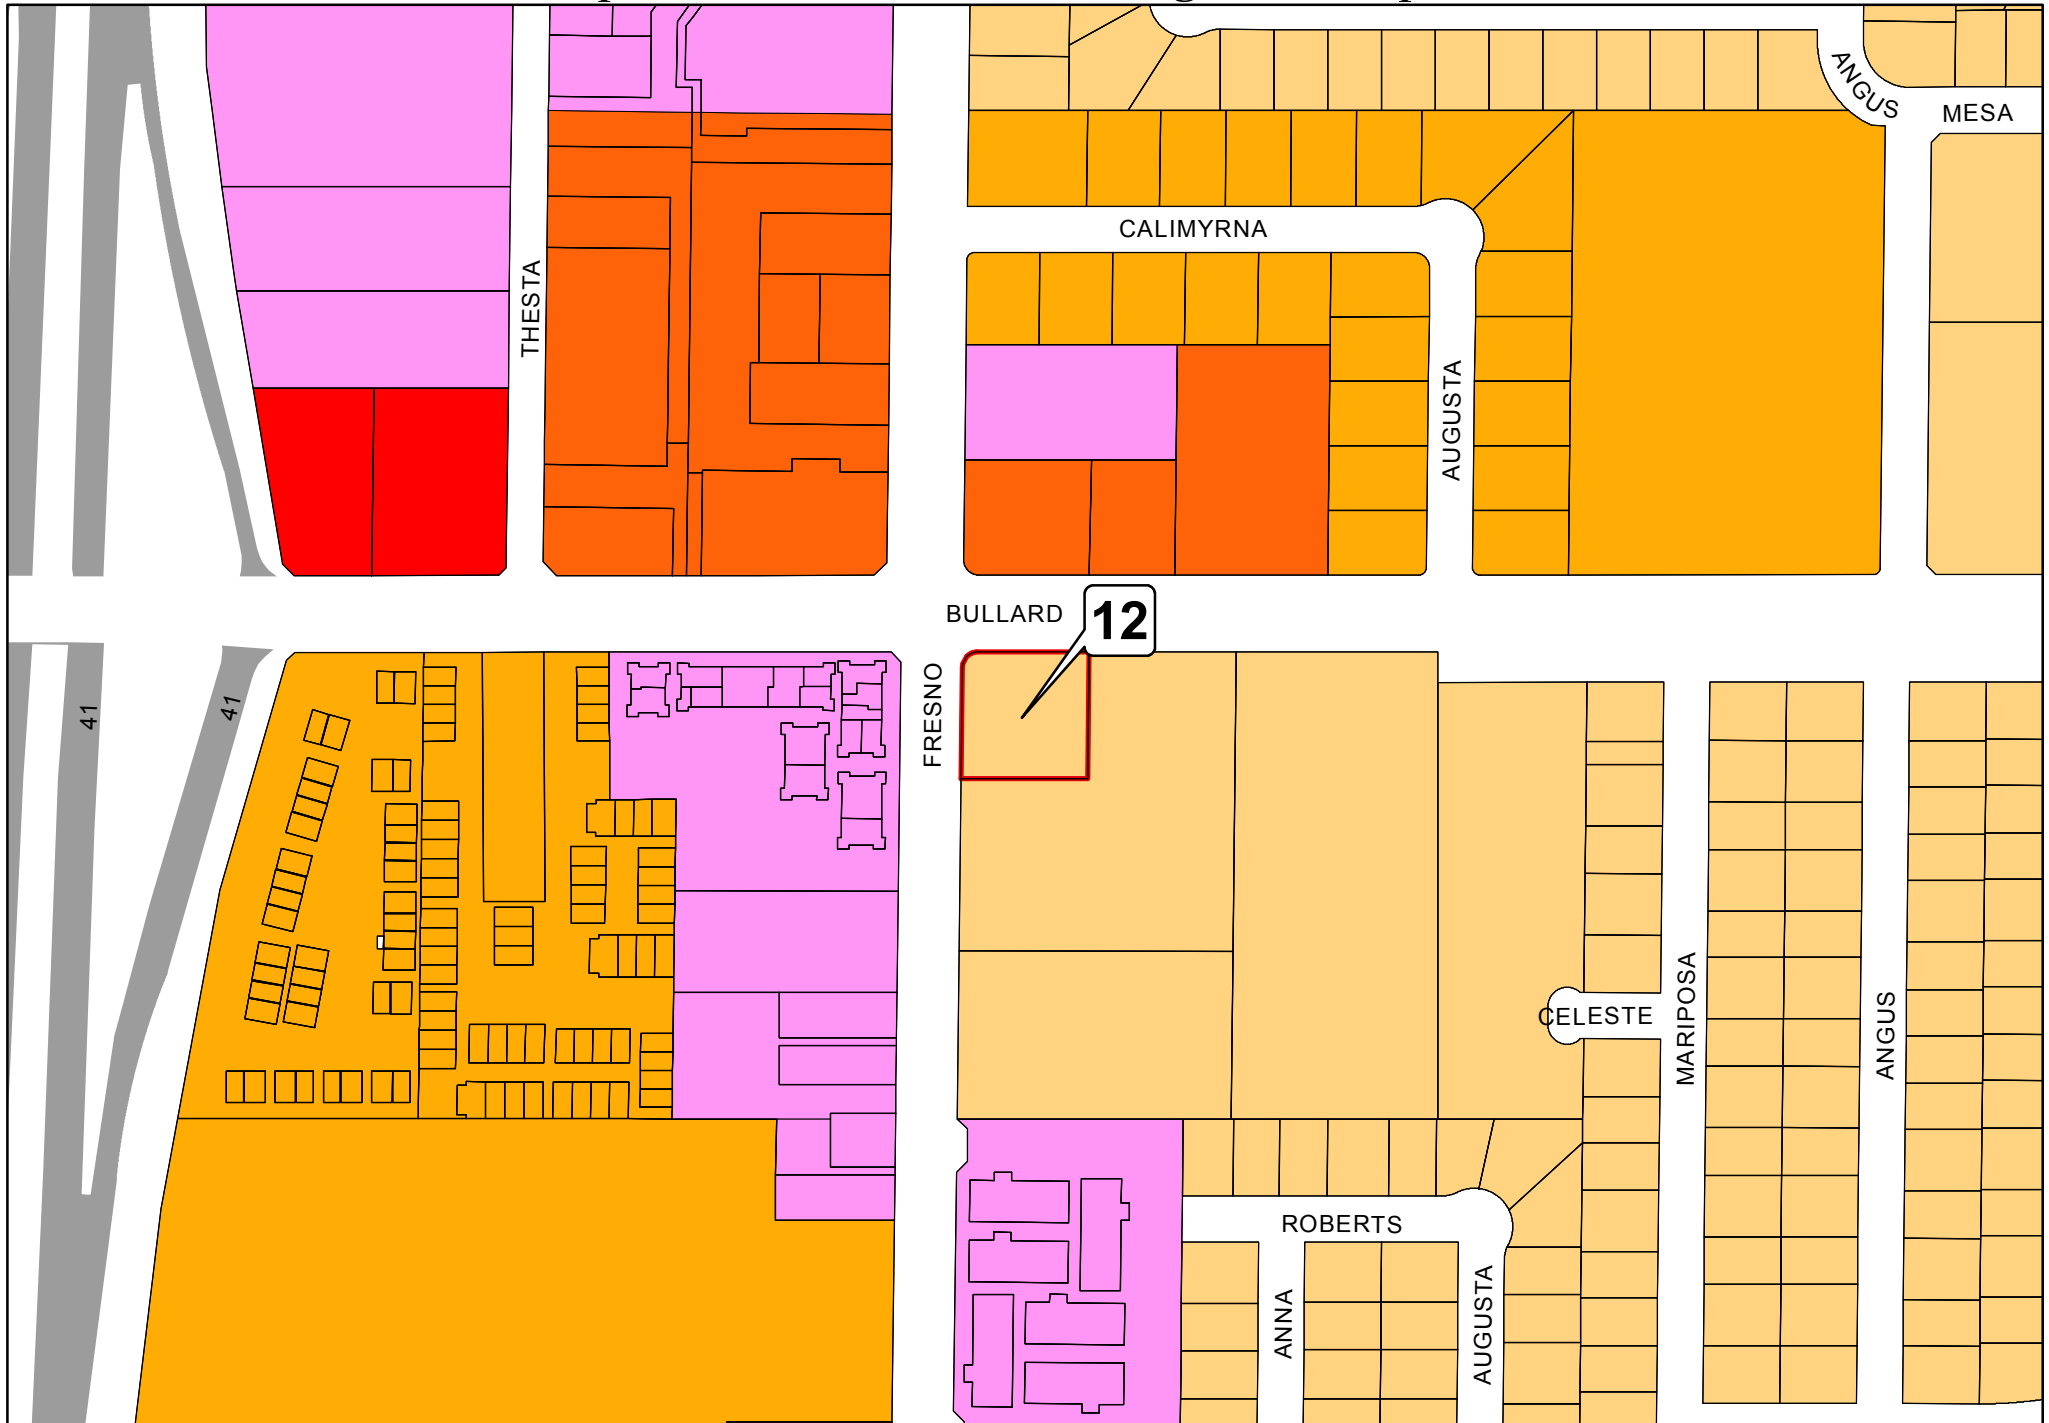 ANGUS
MESA
CALIMYRNA
THESTA
AUGUSTA
BULLARD
12
FRESNO
41
41
MARIPOSA
ANGUS
CELESTE
ROBERTS
ANNA
AUGUSTA